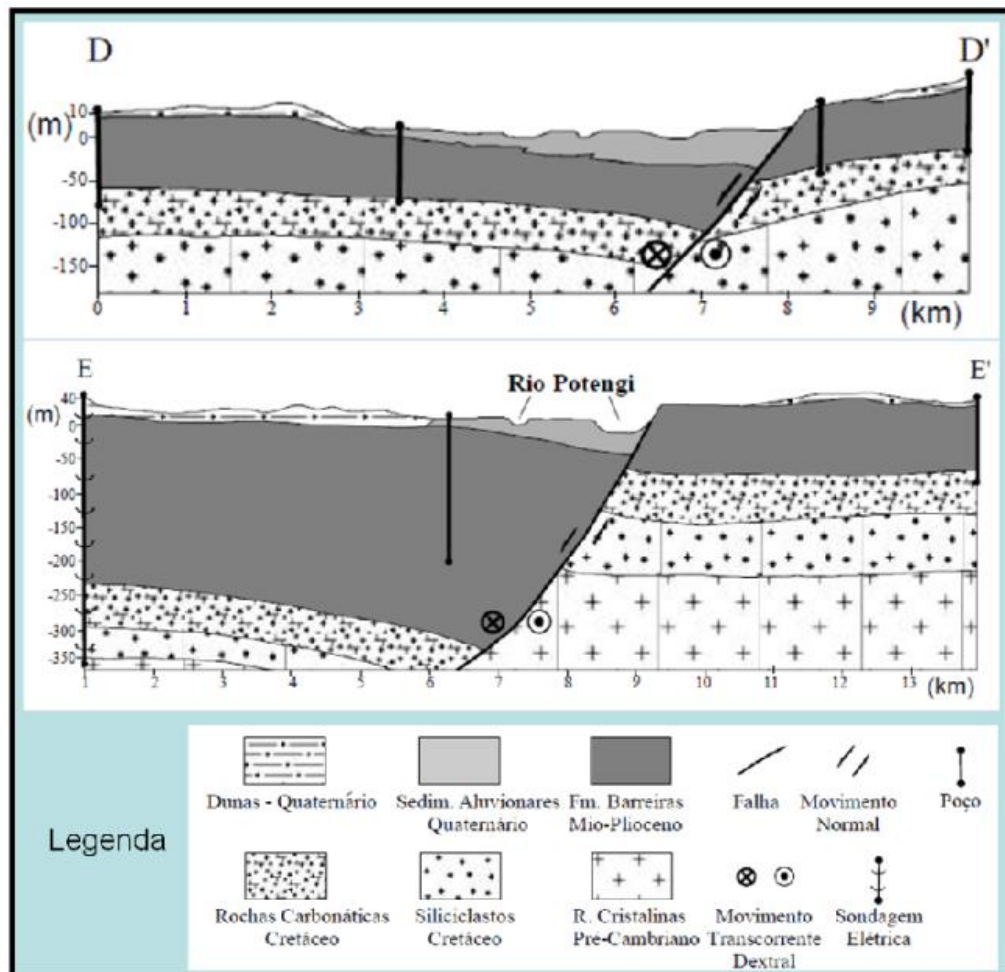 D D'
(m)
10
0
-50
-100
-150
0 1 2 3 4 5 6 7 8 9 (km)
E Rio Potengi E'
(m)
40
0
-50
-100
-150
-200
-250
-300
-350
1 2 3 4 5 6 7 8 9 10 11 12 13 (km)
Legenda
Dunas - Quaternário
Sedim. Aluvionares
Quaternário
Fm. Barreiras
Mio-Plioceno
Falha
Movimento
Normal
Poço
Rochas Carbonáticas
Cretáceo
Siliciclastos
Cretáceo
R. Cristalinas
Pré-Cambriano
Movimento
Transcorrente
Dextral
Sondagem
Elétrica